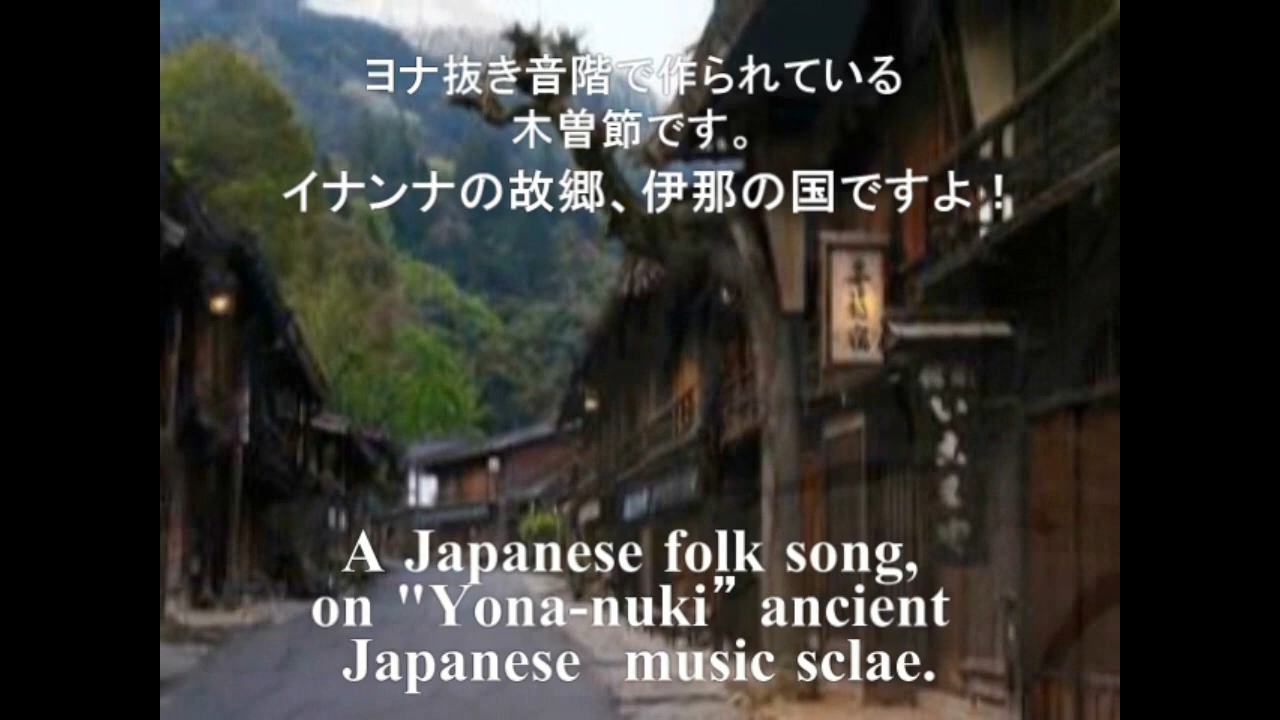 ヨナ抜き音階で作られている
木曽節です。
イナンナの故郷、伊那の国ですよ！
A Japanese folk song,
on "Yona-nuki” ancient
Japanese music sclae.